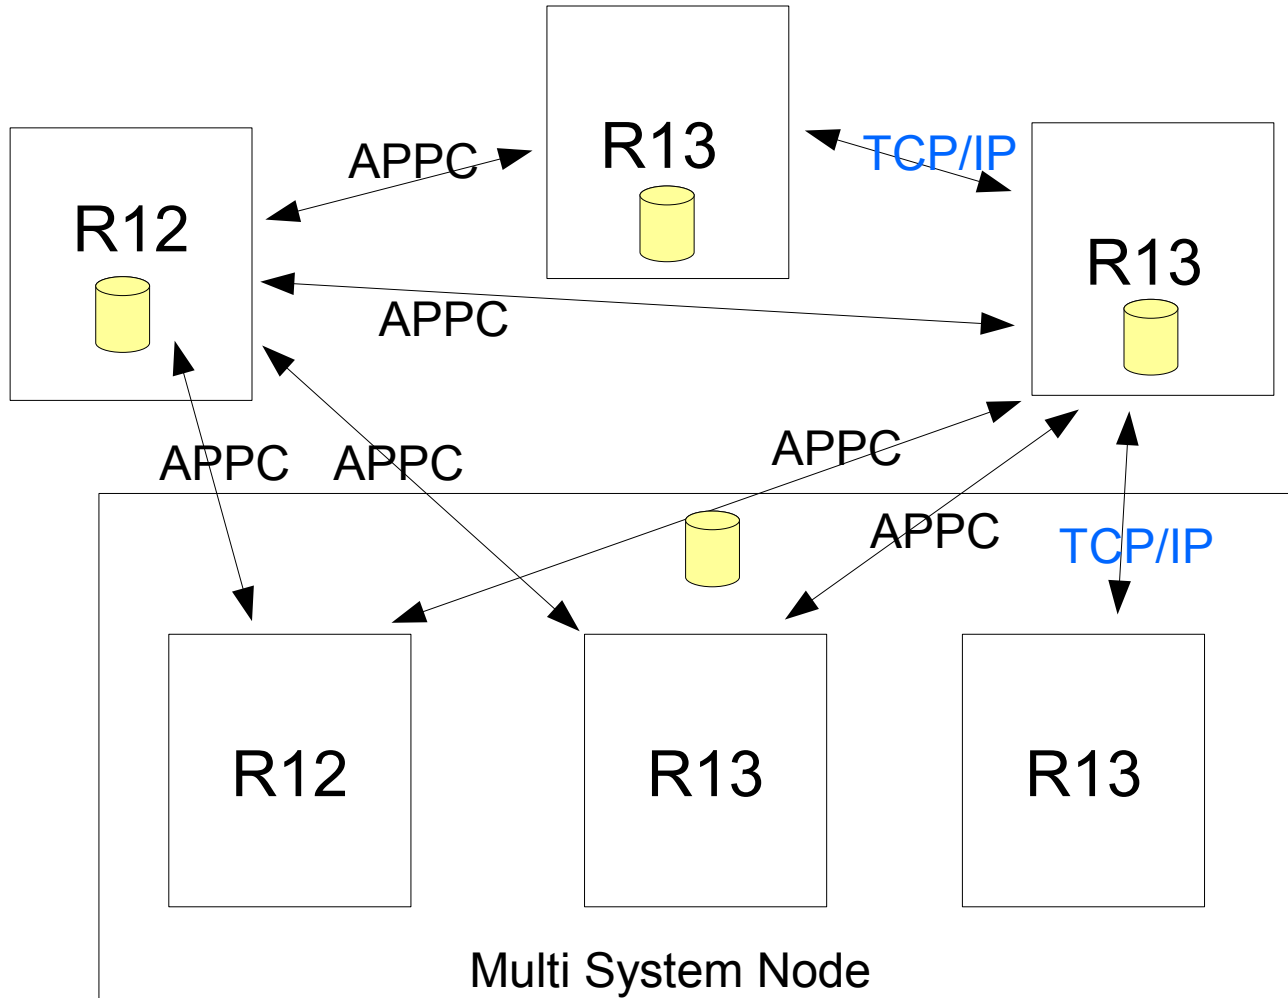 R13
APPC
TCP/IP
R12
R13
APPC
APPC
APPC
APPC
APPC
TCP/IP
R12
R13
R13
Multi System Node